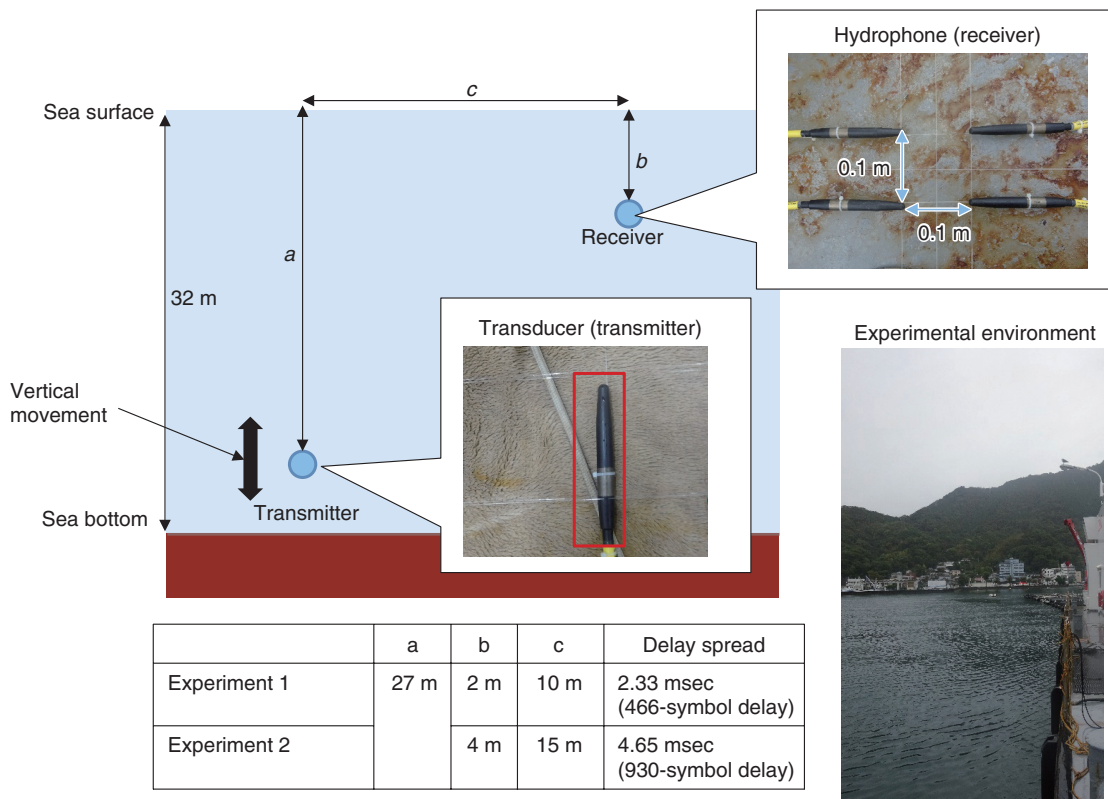 Hydrophone (receiver)
0.1 m
0.1 m
Sea surface
c
a
b
Receiver
32 m
Vertical
movement
Transmitter
Sea bottom
Transducer (transmitter)
Experimental environment
a b c Delay spread
Experiment 1 27 m 2 m 10 m 2.33 msec
(466-symbol delay)
Experiment 2 4 m 15 m 4.65 msec
(930-symbol delay)